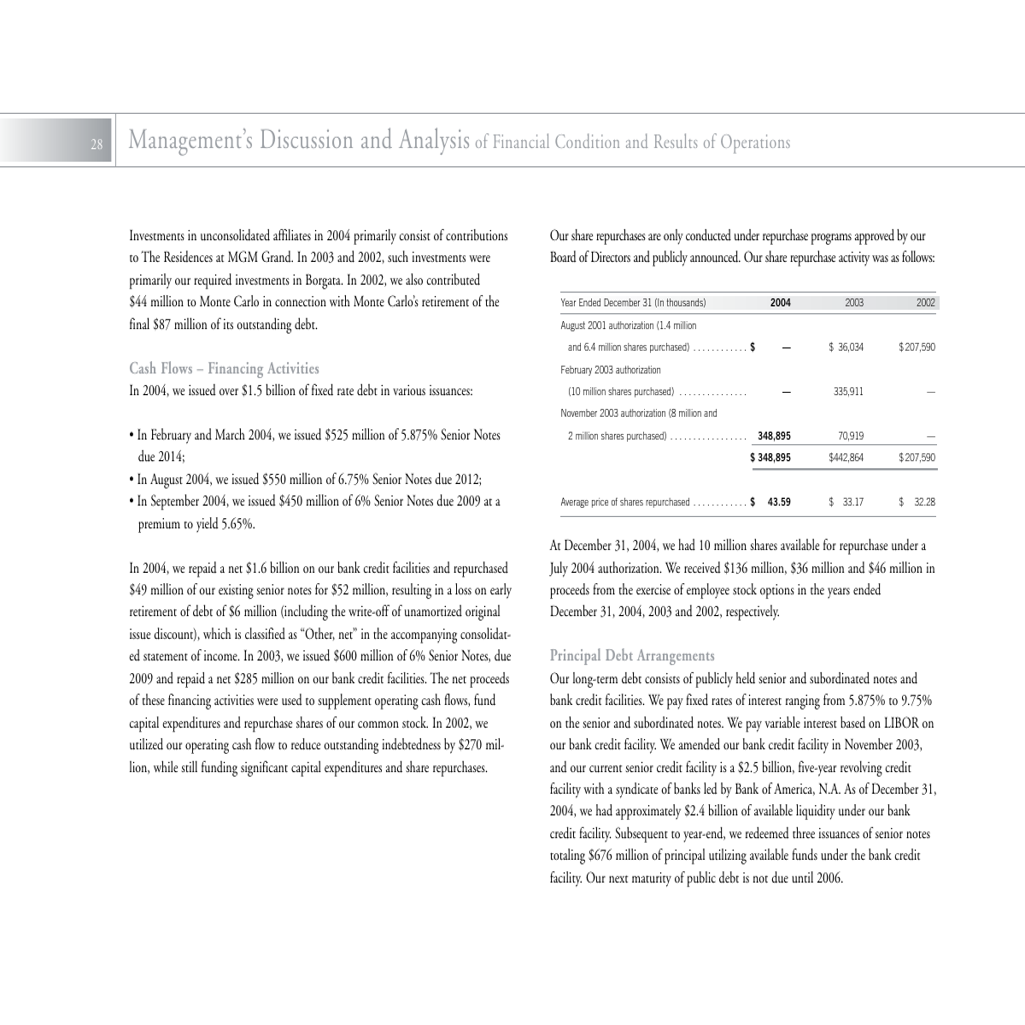 28
Management’s Discussion and Analysis of Financial Condition and Results of Operations
Investments in unconsolidated affiliates in 2004 primarily consist of contributions
to The Residences at MGM Grand. In 2003 and 2002, such investments were
primarily our required investments in Borgata. In 2002, we also contributed
$44 million to Monte Carlo in connection with Monte Carlo’s retirement of the
final $87 million of its outstanding debt.
Cash Flows – Financing Activities
In 2004, we issued over $1.5 billion of fixed rate debt in various issuances:
• In February and March 2004, we issued $525 million of 5.875% Senior Notes
due 2014;
• In August 2004, we issued $550 million of 6.75% Senior Notes due 2012;
• In September 2004, we issued $450 million of 6% Senior Notes due 2009 at a
premium to yield 5.65%.
In 2004, we repaid a net $1.6 billion on our bank credit facilities and repurchased
$49 million of our existing senior notes for $52 million, resulting in a loss on early
retirement of debt of $6 million (including the write-off of unamortized original
issue discount), which is classified as “Other, net” in the accompanying consolidat-
ed statement of income. In 2003, we issued $600 million of 6% Senior Notes, due
2009 and repaid a net $285 million on our bank credit facilities. The net proceeds
of these financing activities were used to supplement operating cash flows, fund
capital expenditures and repurchase shares of our common stock. In 2002, we
utilized our operating cash flow to reduce outstanding indebtedness by $270 mil-
lion, while still funding significant capital expenditures and share repurchases.
Our share repurchases are only conducted under repurchase programs approved by our
Board of Directors and publicly announced. Our share repurchase activity was as follows:
Year Ended December 31 (In thousands) 2004 2003 2002
August 2001 authorization (1.4 million
and 6.4 million shares purchased) . . . . . . . . . . . . $ — $ 36,034 $207,590
February 2003 authorization
(10 million shares purchased) . . . . . . . . . . . . . . . — 335,911 —
November 2003 authorization (8 million and
2 million shares purchased) . . . . . . . . . . . . . . . . . 348,895 70,919 —
$ 348,895 $442,864 $207,590
Average price of shares repurchased . . . . . . . . . . . . $ 43.59 $ 33.17 $ 32.28
At December 31, 2004, we had 10 million shares available for repurchase under a
July 2004 authorization. We received $136 million, $36 million and $46 million in
proceeds from the exercise of employee stock options in the years ended
December 31, 2004, 2003 and 2002, respectively.
Principal Debt Arrangements
Our long-term debt consists of publicly held senior and subordinated notes and
bank credit facilities. We pay fixed rates of interest ranging from 5.875% to 9.75%
on the senior and subordinated notes. We pay variable interest based on LIBOR on
our bank credit facility. We amended our bank credit facility in November 2003,
and our current senior credit facility is a $2.5 billion, five-year revolving credit
facility with a syndicate of banks led by Bank of America, N.A. As of December 31,
2004, we had approximately $2.4 billion of available liquidity under our bank
credit facility. Subsequent to year-end, we redeemed three issuances of senior notes
totaling $676 million of principal utilizing available funds under the bank credit
facility. Our next maturity of public debt is not due until 2006.